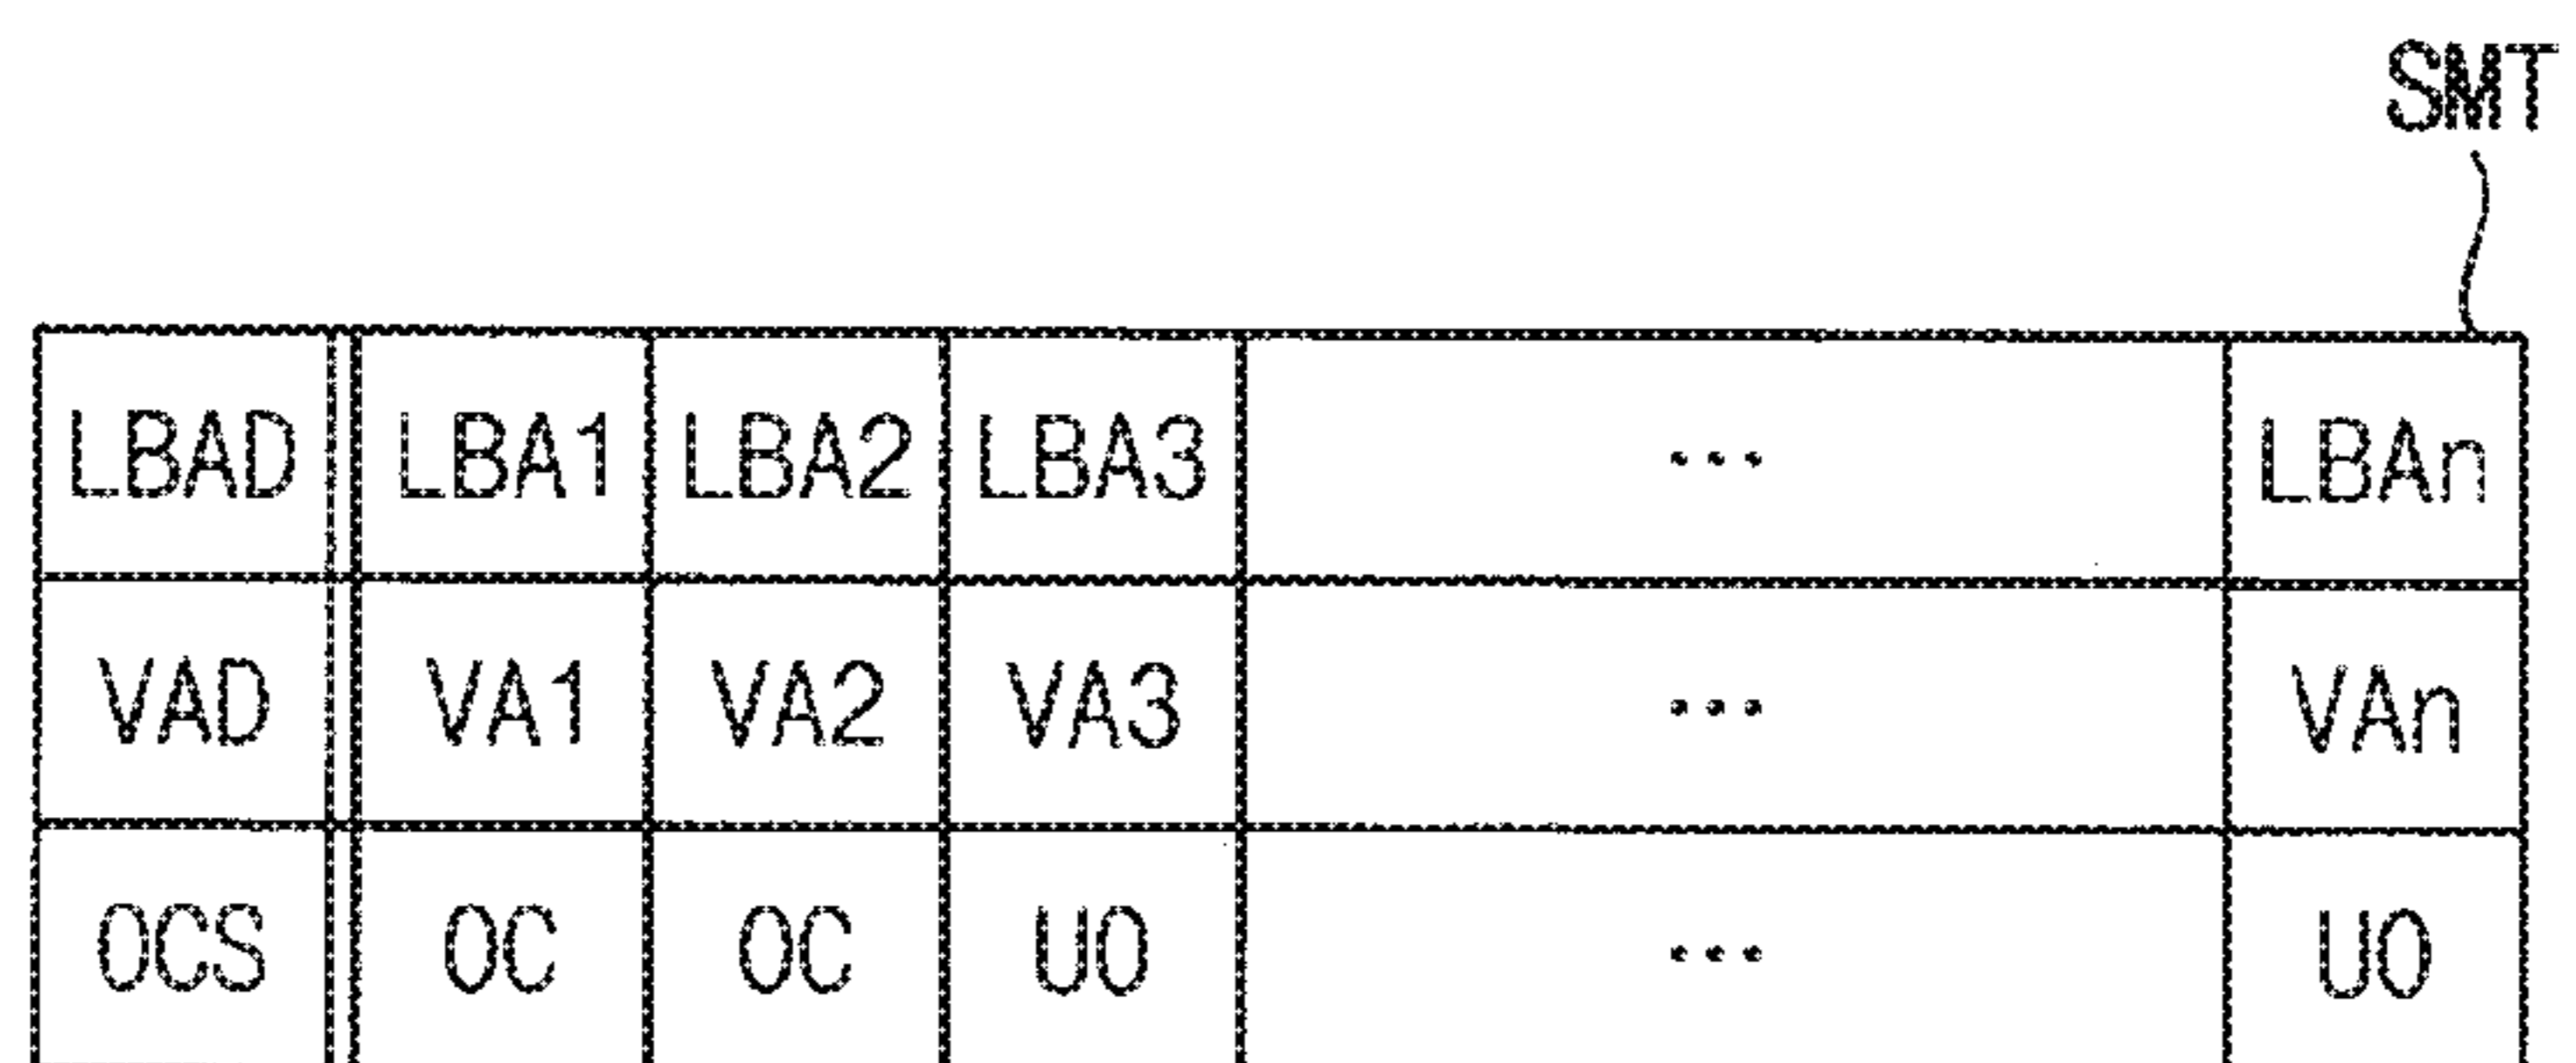 SMT
LBAD LBA1 LBA2 LBA3 ... LBAn
VAD VA1 VA2 VA3 ... VAn
OCS OC OC UO ... UO